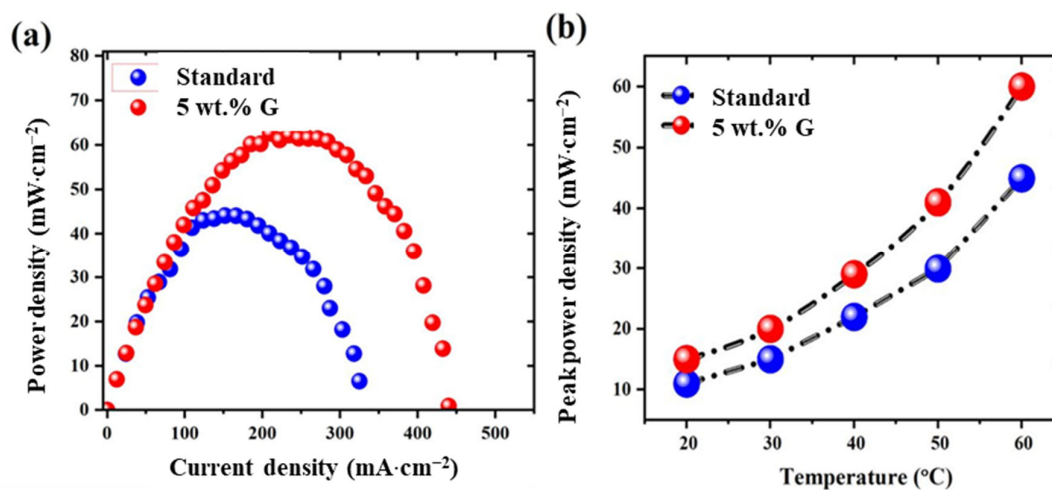 (a)
Power density (mW·cm⁻²)
80
70
60
50
40
30
20
10
0
Standard
5 wt.% G
0
100
200
300
400
500
Current density (mA·cm⁻²)
(b)
Peakpower density (mW·cm⁻²)
60
50
40
30
20
10
Standard
5 wt.% G
20
30
40
50
60
Temperature (°C)